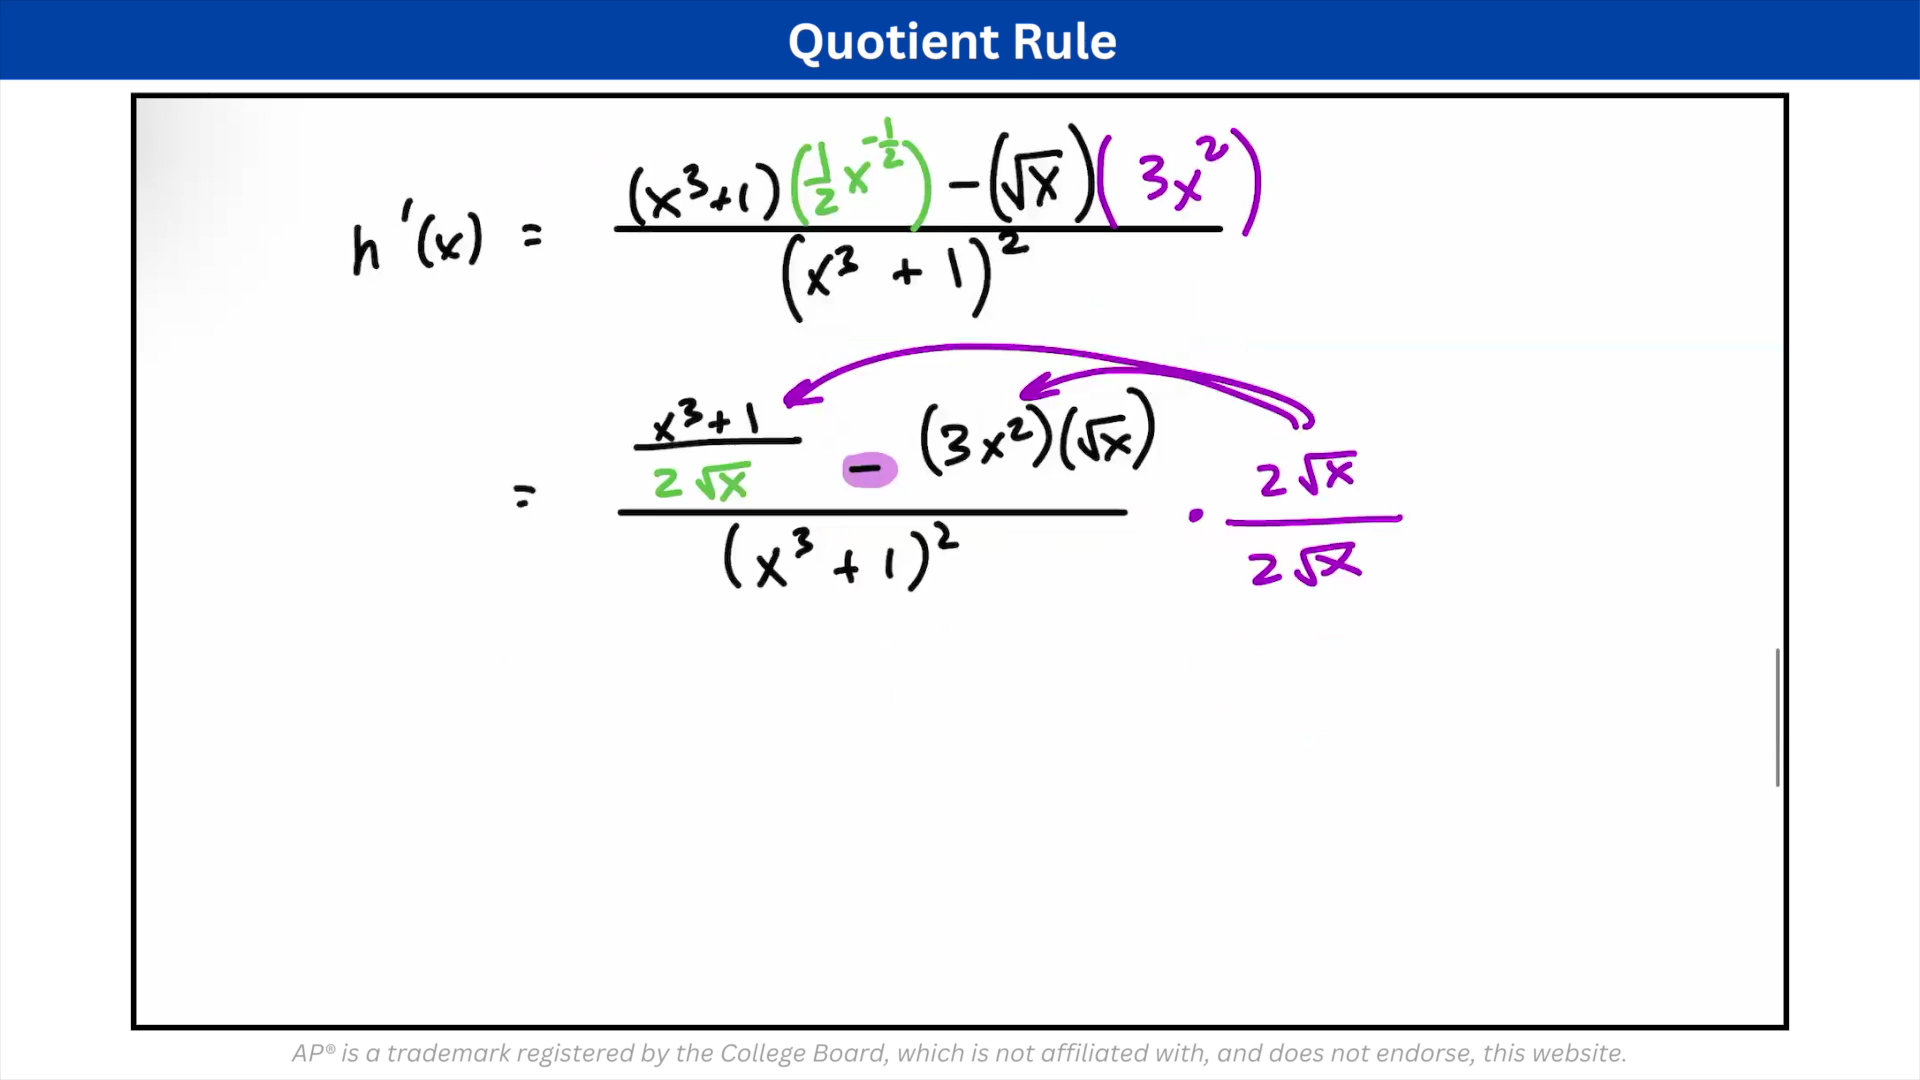 Quotient Rule
h'(x) = (x³+1)(½x^(-½)) - (√x)(3x²)
(x³ + 1)²
x³+1
= 2√x - (3x²)(√x) · 2√x
(x³ + 1)² 2√x
AP® is a trademark registered by the College Board, which is not affiliated with, and does not endorse, this website.